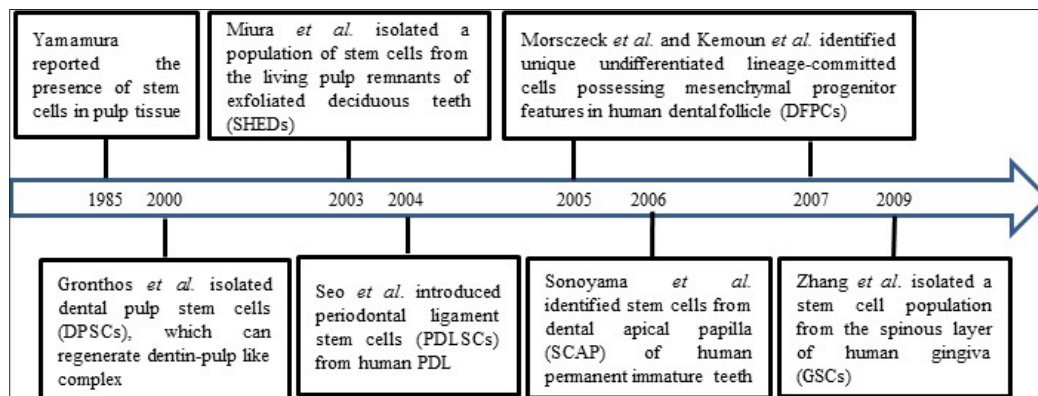 Yamamura
reported the
presence of stem
cells in pulp tissue
Miura et al. isolated a
population of stem cells from
the living pulp remnants of
exfoliated deciduous teeth
(SHEDs)
Morsczeck et al. and Kemoun et al. identified
unique undifferentiated lineage-committed
cells possessing mesenchymal progenitor
features in human dental follicle (DFPCs)
1985 2000 2003 2004 2005 2006 2007 2009
Gronthos et al. isolated
dental pulp stem cells
(DPSCs), which can
regenerate dentin-pulp like
complex
Seo et al. introduced
periodontal ligament
stem cells (PDLSCs)
from human PDL
Sonoyama et al.
identified stem cells from
dental apical papilla
(SCAP) of human
permanent immature teeth
Zhang et al. isolated a
stem cell population
from the spinous layer
of human gingiva
(GSCs)